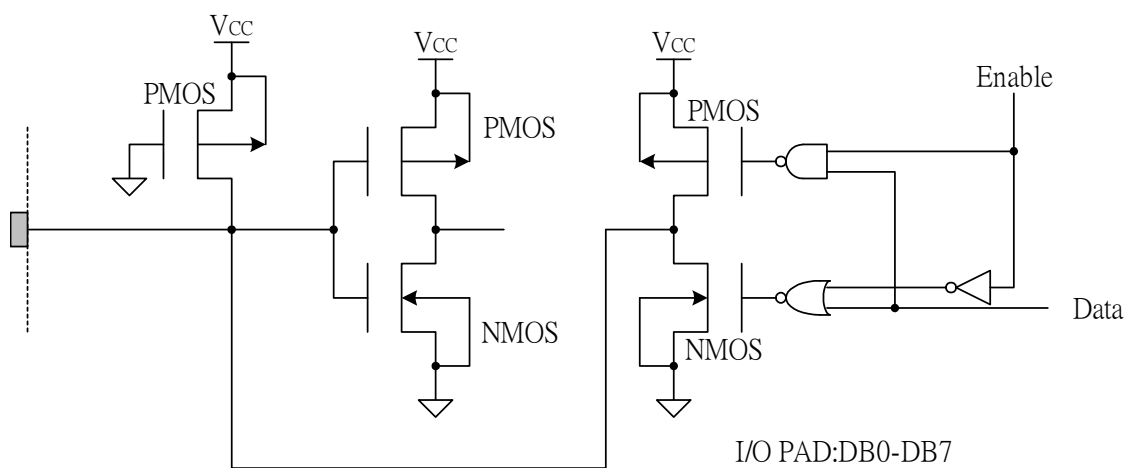 VCC
VCC
VCC
PMOS
PMOS
PMOS
Enable
NMOS
NMOS
Data
I/O PAD:DB0-DB7